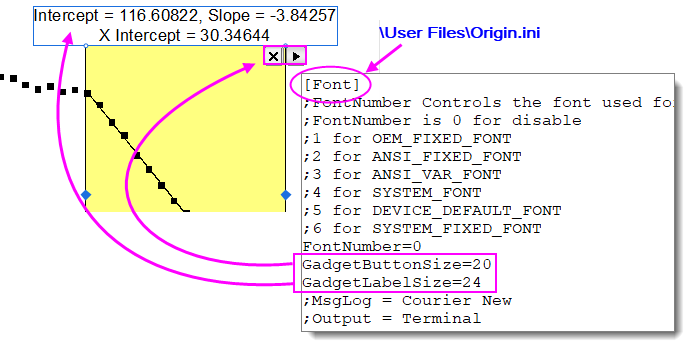 Intercept = 116.60822, Slope = -3.84257
X Intercept = 30.34644
\User Files\Origin.ini
[Font]
;FontNumber Controls the font used fo
;FontNumber is 0 for disable
;1 for OEM_FIXED_FONT
;2 for ANSI_FIXED_FONT
;3 for ANSI_VAR_FONT
;4 for SYSTEM_FONT
;5 for DEVICE_DEFAULT_FONT
;6 for SYSTEM_FIXED_FONT
FontNumber=0
GadgetButtonSize=20
GadgetLabelSize=24
;MsgLog = Courier New
;Output = Terminal